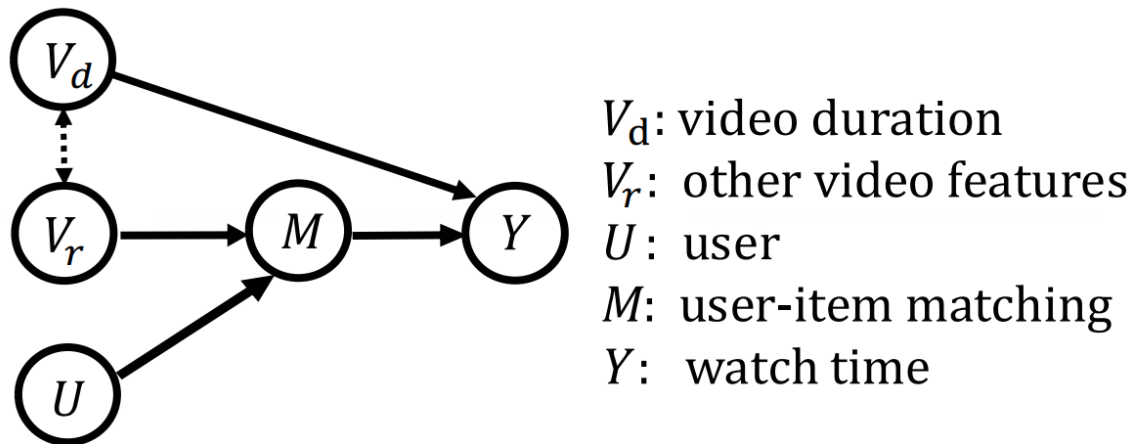 V_d
V_r
M
Y
U
V_d: video duration
V_r: other video features
U: user
M: user-item matching
Y: watch time